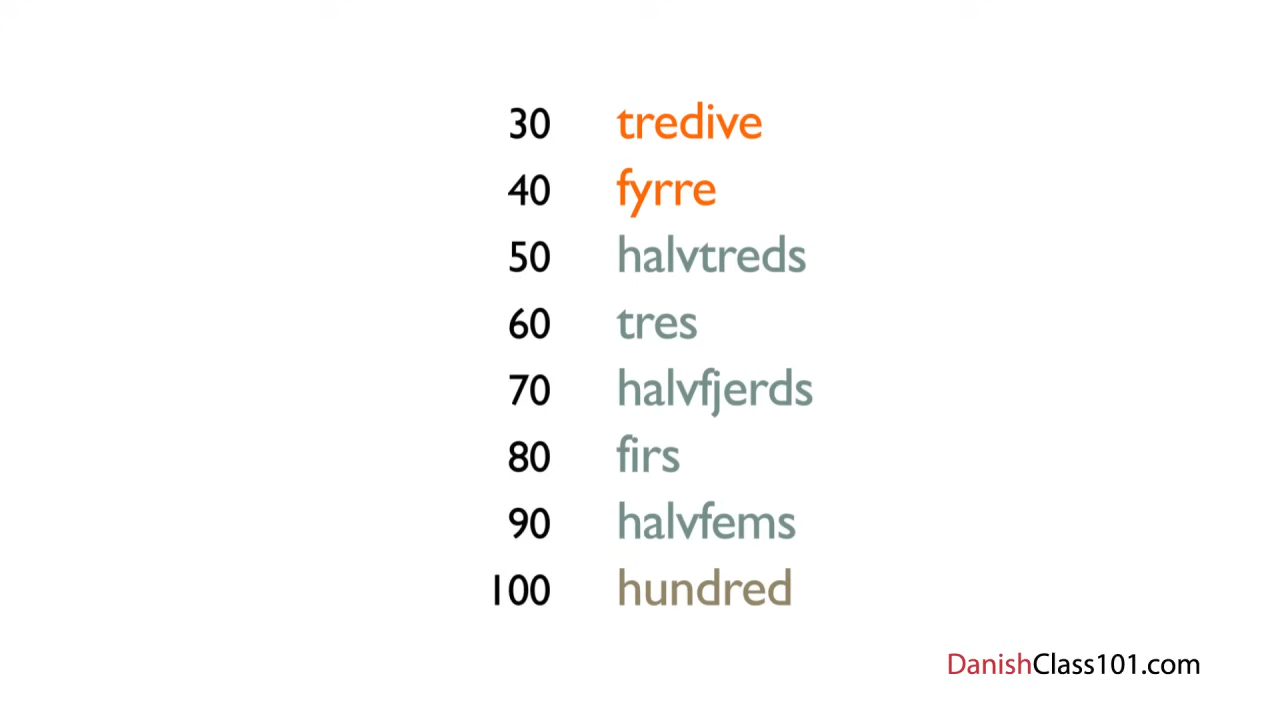 30 tredive
40 fyrre
50 halvtreds
60 tres
70 halvfjerds
80 firs
90 halvfems
100 hundred
DanishClass101.com